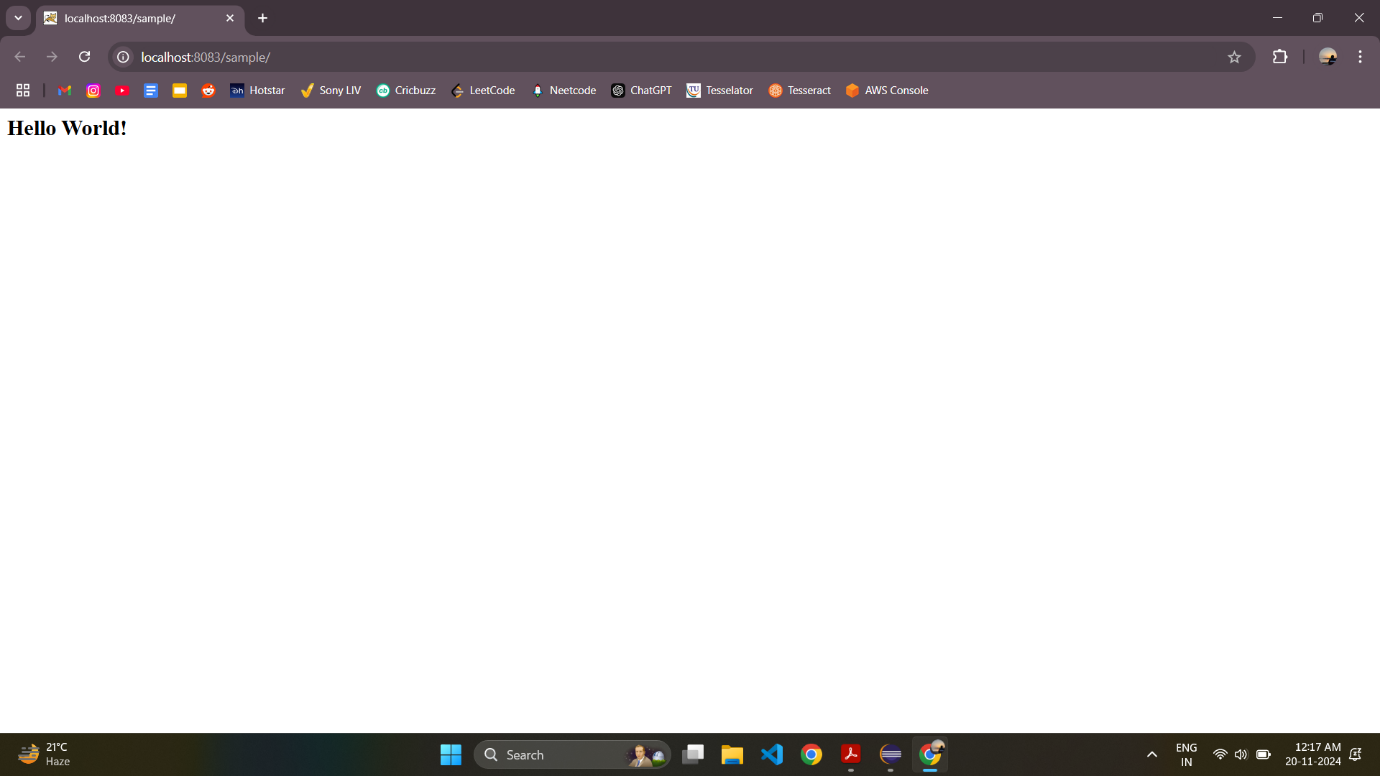 localhost:8083/sample/
localhost:8083/sample/
Hotstar Sony LIV Cricbuzz LeetCode Neetcode ChatGPT Tesselator Tesseract AWS Console
Hello World!
21°C
Haze
Search
ENG
IN
12:17 AM
20-11-2024